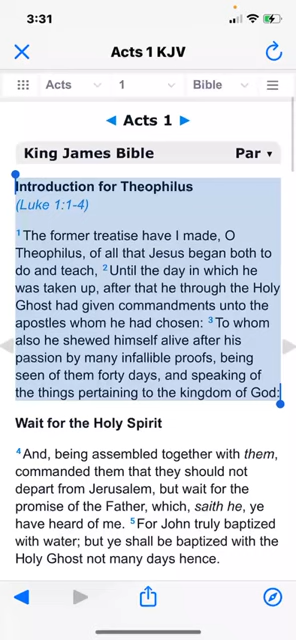 3:31
Acts 1 KJV
Acts 1 Bible
Acts 1
King James Bible Par
Introduction for Theophilus
(Luke 1:1-4)
1 The former treatise have I made, O
Theophilus, of all that Jesus began both to
do and teach, 2 Until the day in which he
was taken up, after that he through the Holy
Ghost had given commandments unto the
apostles whom he had chosen: 3 To whom
also he shewed himself alive after his
passion by many infallible proofs, being
seen of them forty days, and speaking of
the things pertaining to the kingdom of God:
Wait for the Holy Spirit
4 And, being assembled together with them,
commanded them that they should not
depart from Jerusalem, but wait for the
promise of the Father, which, saith he, ye
have heard of me. 5 For John truly baptized
with water; but ye shall be baptized with the
Holy Ghost not many days hence.